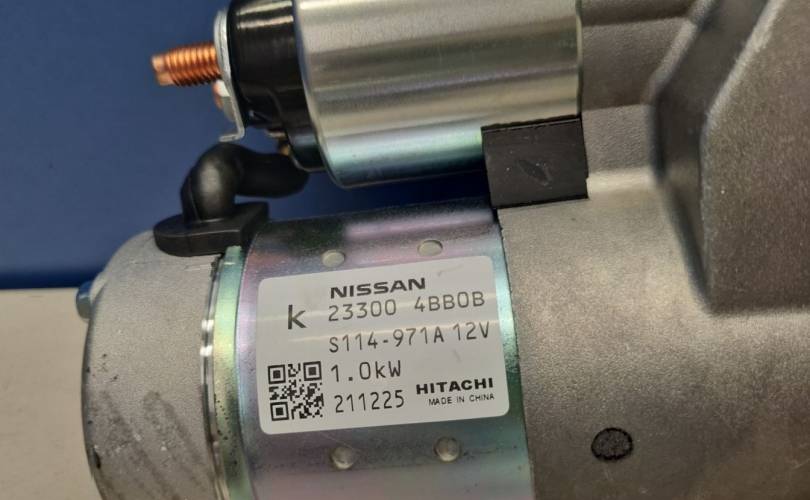 NISSAN
K 23300 4BB0B
S114-971A 12V
1.0kW
211225 HITACHI
MADE IN CHINA